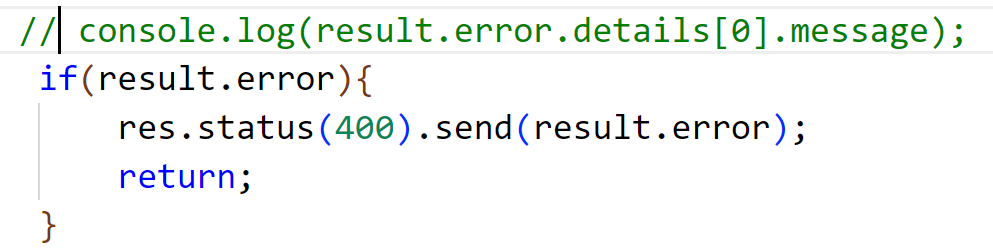 // console.log(result.error.details[0].message);
if(result.error){
res.status(400).send(result.error);
return;
}